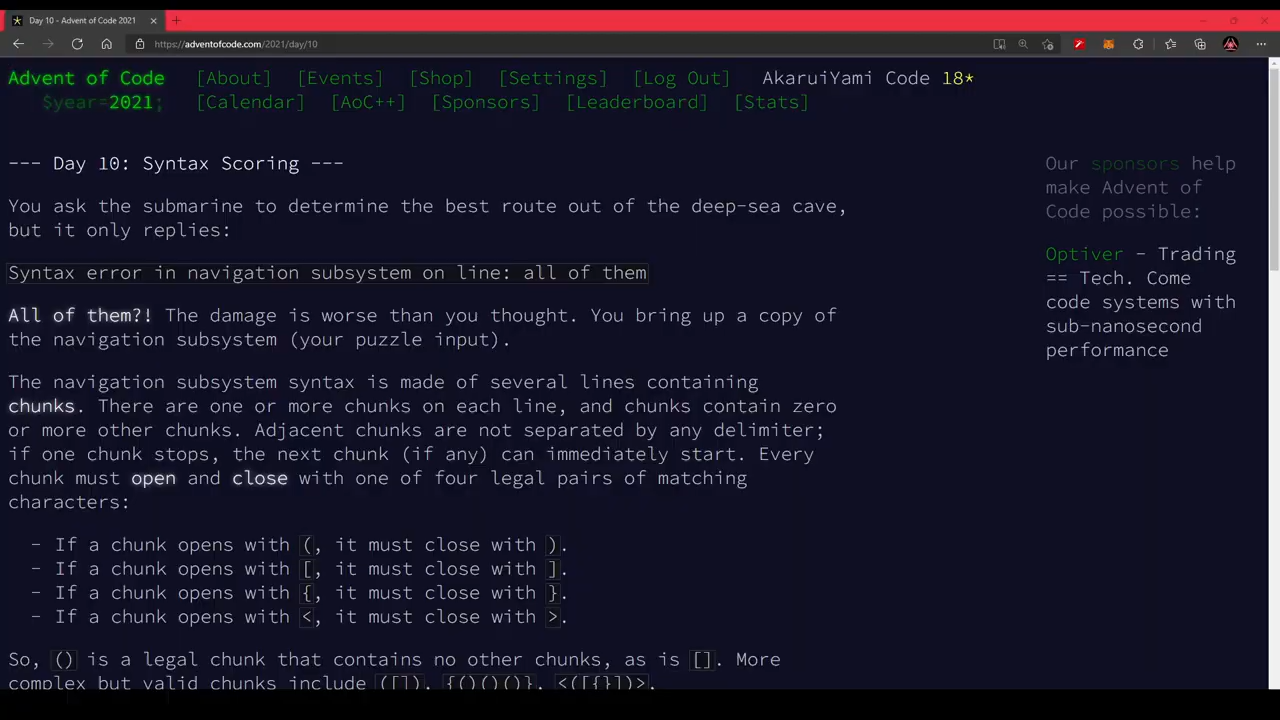 Day 10 - Advent of Code 2021
https://adventofcode.com/2021/day/10
Advent of Code [About] [Events] [Shop] [Settings] [Log Out] AkaruiYami Code 18*
$year=2021; [Calendar] [AoC++] [Sponsors] [Leaderboard] [Stats]
--- Day 10: Syntax Scoring ---
You ask the submarine to determine the best route out of the deep-sea cave,
but it only replies:
Syntax error in navigation subsystem on line: all of them
All of them?! The damage is worse than you thought. You bring up a copy of
the navigation subsystem (your puzzle input).
The navigation subsystem syntax is made of several lines containing
chunks. There are one or more chunks on each line, and chunks contain zero
or more other chunks. Adjacent chunks are not separated by any delimiter;
if one chunk stops, the next chunk (if any) can immediately start. Every
chunk must open and close with one of four legal pairs of matching
characters:
- If a chunk opens with (, it must close with ).
- If a chunk opens with [, it must close with ].
- If a chunk opens with {, it must close with }.
- If a chunk opens with <, it must close with >.
So, () is a legal chunk that contains no other chunks, as is []. More
complex but valid chunks include ([]), {()()()}, <([{}])>.
Our sponsors help
make Advent of
Code possible:
Optiver - Trading
== Tech. Come
code systems with
sub-nanosecond
performance